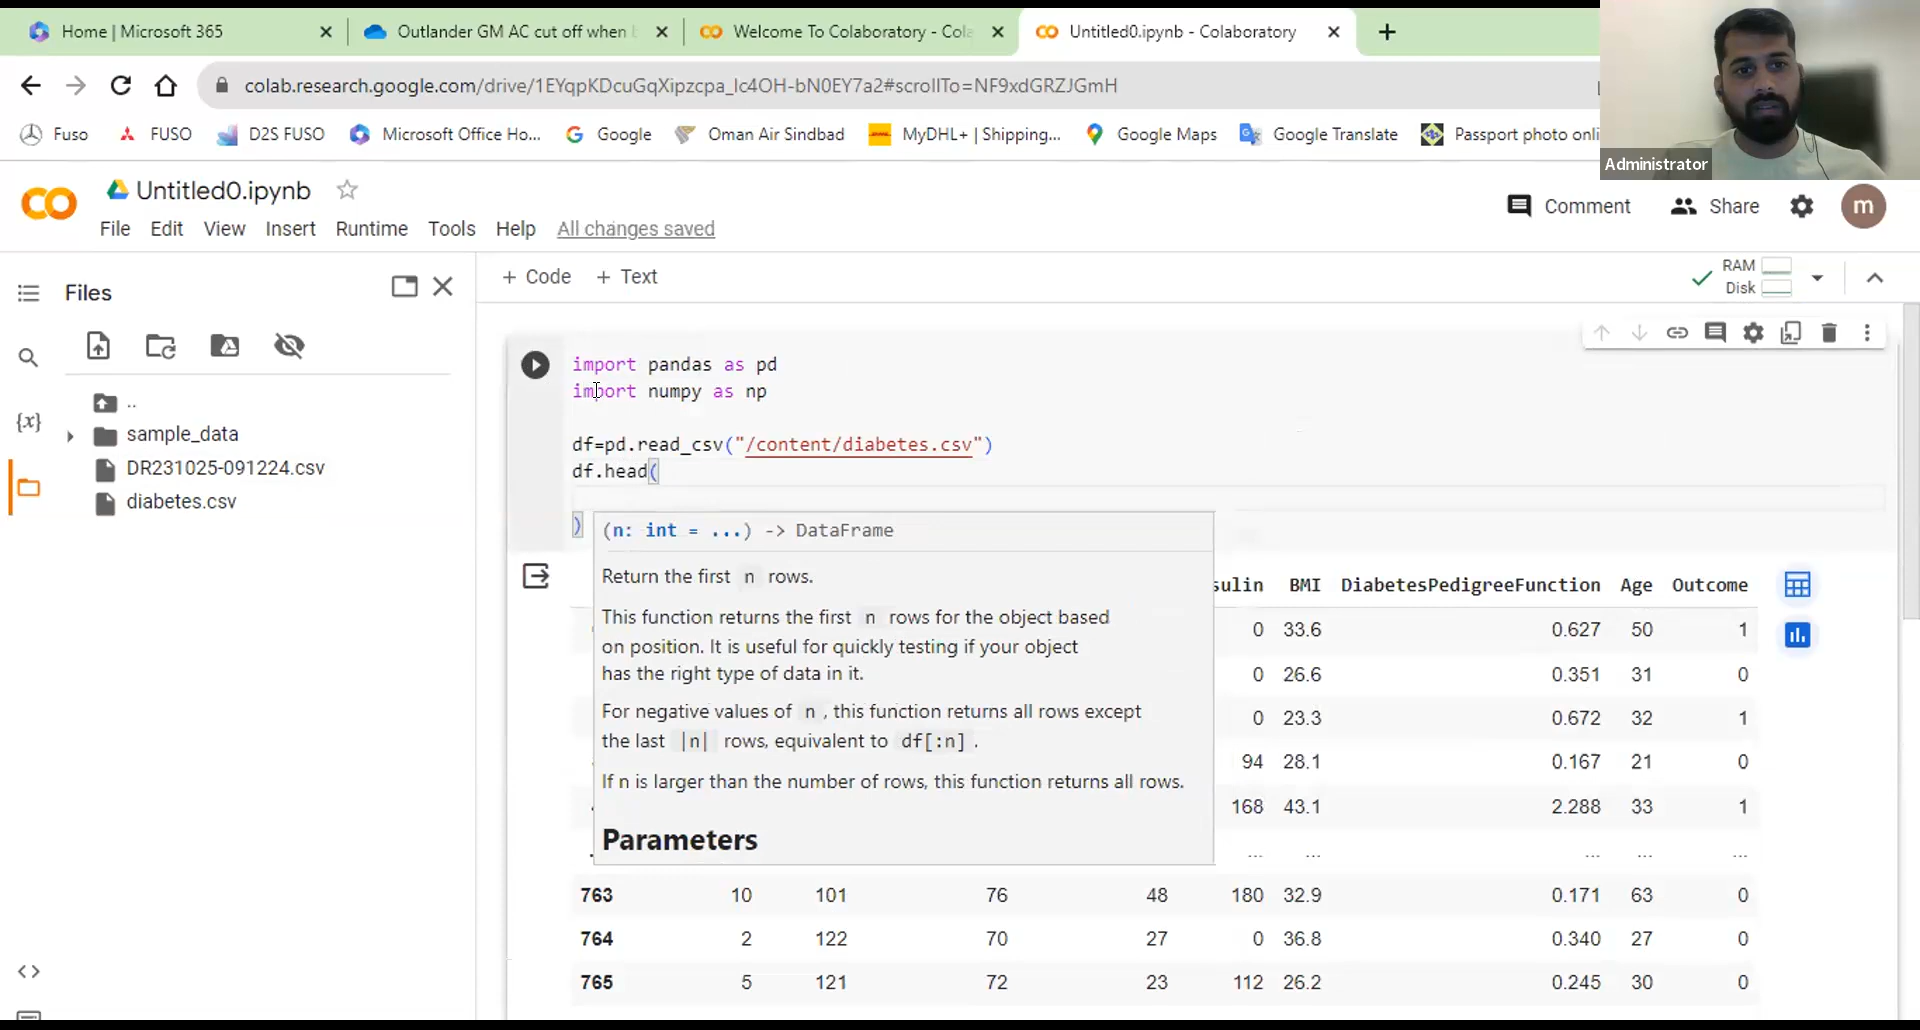 Home | Microsoft 365
Outlander GM AC cut off when
Welcome To Colaboratory - Cola
Untitled0.ipynb - Colaboratory
colab.research.google.com/drive/1EYqpKDcuGqXipzcpa_lc4OH-bN0EY7a2#scrollTo=NF9xdGRZJGmH
Fuso FUSO D2S FUSO Microsoft Office Ho... Google Oman Air Sindbad MyDHL+ | Shipping... Google Maps Google Translate Passport photo onli
Administrator
Untitled0.ipynb
File Edit View Insert Runtime Tools Help All changes saved
Comment Share m
Files
+ Code + Text
RAM
Disk
{x}
..
sample_data
DR231025-091224.csv
diabetes.csv
<>
import pandas as pd
import numpy as np
df=pd.read_csv("/content/diabetes.csv")
df.head(
)
(n: int = ...) -> DataFrame
Return the first n rows.
This function returns the first n rows for the object based
on position. It is useful for quickly testing if your object
has the right type of data in it.
For negative values of n , this function returns all rows except
the last |n| rows, equivalent to df[:n] .
If n is larger than the number of rows, this function returns all rows.
Parameters
sulin BMI DiabetesPedigreeFunction Age Outcome
0 33.6 0.627 50 1
0 26.6 0.351 31 0
0 23.3 0.672 32 1
94 28.1 0.167 21 0
168 43.1 2.288 33 1
... ... ... ... ...
763 10 101 76 48 180 32.9 0.171 63 0
764 2 122 70 27 0 36.8 0.340 27 0
765 5 121 72 23 112 26.2 0.245 30 0